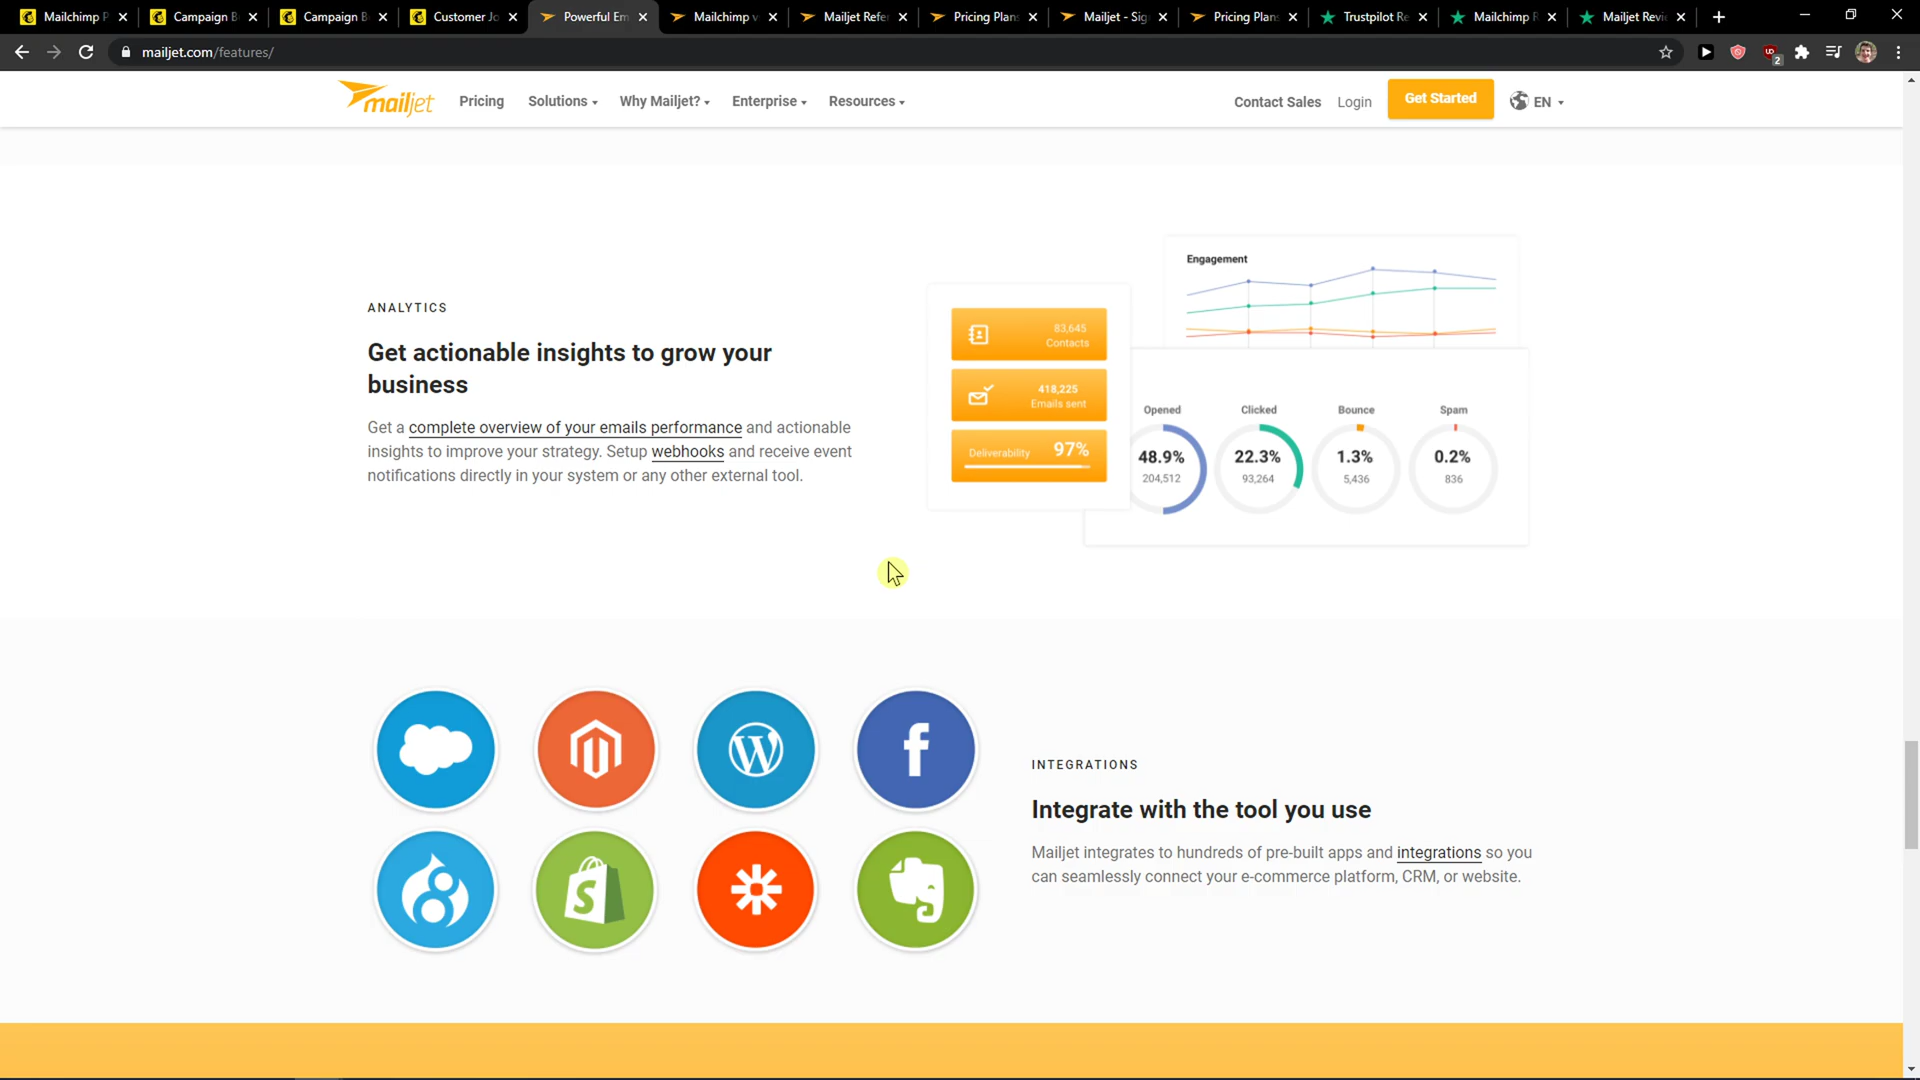 Mailchimp P
Campaign B
Campaign B
Customer Jo
Powerful Em
Mailchimp v
Mailjet Refe
Pricing Plan
Mailjet - Sig
Pricing Plan
Trustpilot Re
Mailchimp R
Mailjet Revi
mailjet.com/features/
2
mailjet
Pricing
Solutions
Why Mailjet?
Enterprise
Resources
Contact Sales
Login
Get Started
EN
ANALYTICS
Get actionable insights to grow your
business
Get a complete overview of your emails performance and actionable
insights to improve your strategy. Setup webhooks and receive event
notifications directly in your system or any other external tool.
Engagement
83,645
Contacts
418,225
Emails sent
Deliverability 97%
Opened Clicked Bounce Spam
48.9% 22.3% 1.3% 0.2%
204,512 93,264 5,436 836
INTEGRATIONS
Integrate with the tool you use
Mailjet integrates to hundreds of pre-built apps and integrations so you
can seamlessly connect your e-commerce platform, CRM, or website.